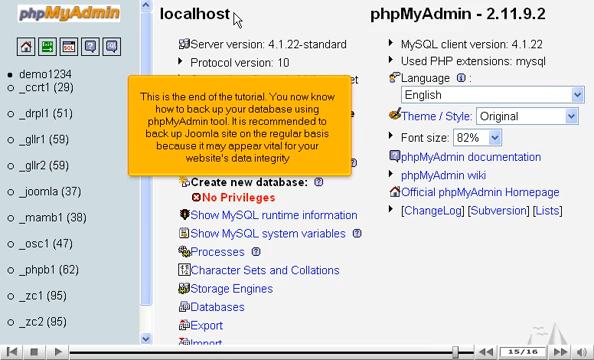 phpMyAdmin
demo1234
_ccrt1 (29)
_drpl1 (51)
_gllr1 (59)
_gllr2 (59)
_joomla (37)
_mamb1 (38)
_osc1 (47)
_phpb1 (62)
_zc1 (95)
_zc2 (95)
localhost
Server version: 4.1.22-standard
Protocol version: 10
This is the end of the tutorial. You now know
how to back up your database using
phpMyAdmin tool. It is recommended to
back up Joomla site on the regular basis
because it may appear vital for your
website's data integrity
Create new database:
No Privileges
Show MySQL runtime information
Show MySQL system variables
Processes
Character Sets and Collations
Storage Engines
Databases
Export
Import
phpMyAdmin - 2.11.9.2
MySQL client version: 4.1.22
Used PHP extensions: mysql
Language :
English
Theme / Style: Original
Font size: 82%
phpMyAdmin documentation
phpMyAdmin wiki
Official phpMyAdmin Homepage
[ChangeLog] [Subversion] [Lists]
15/16